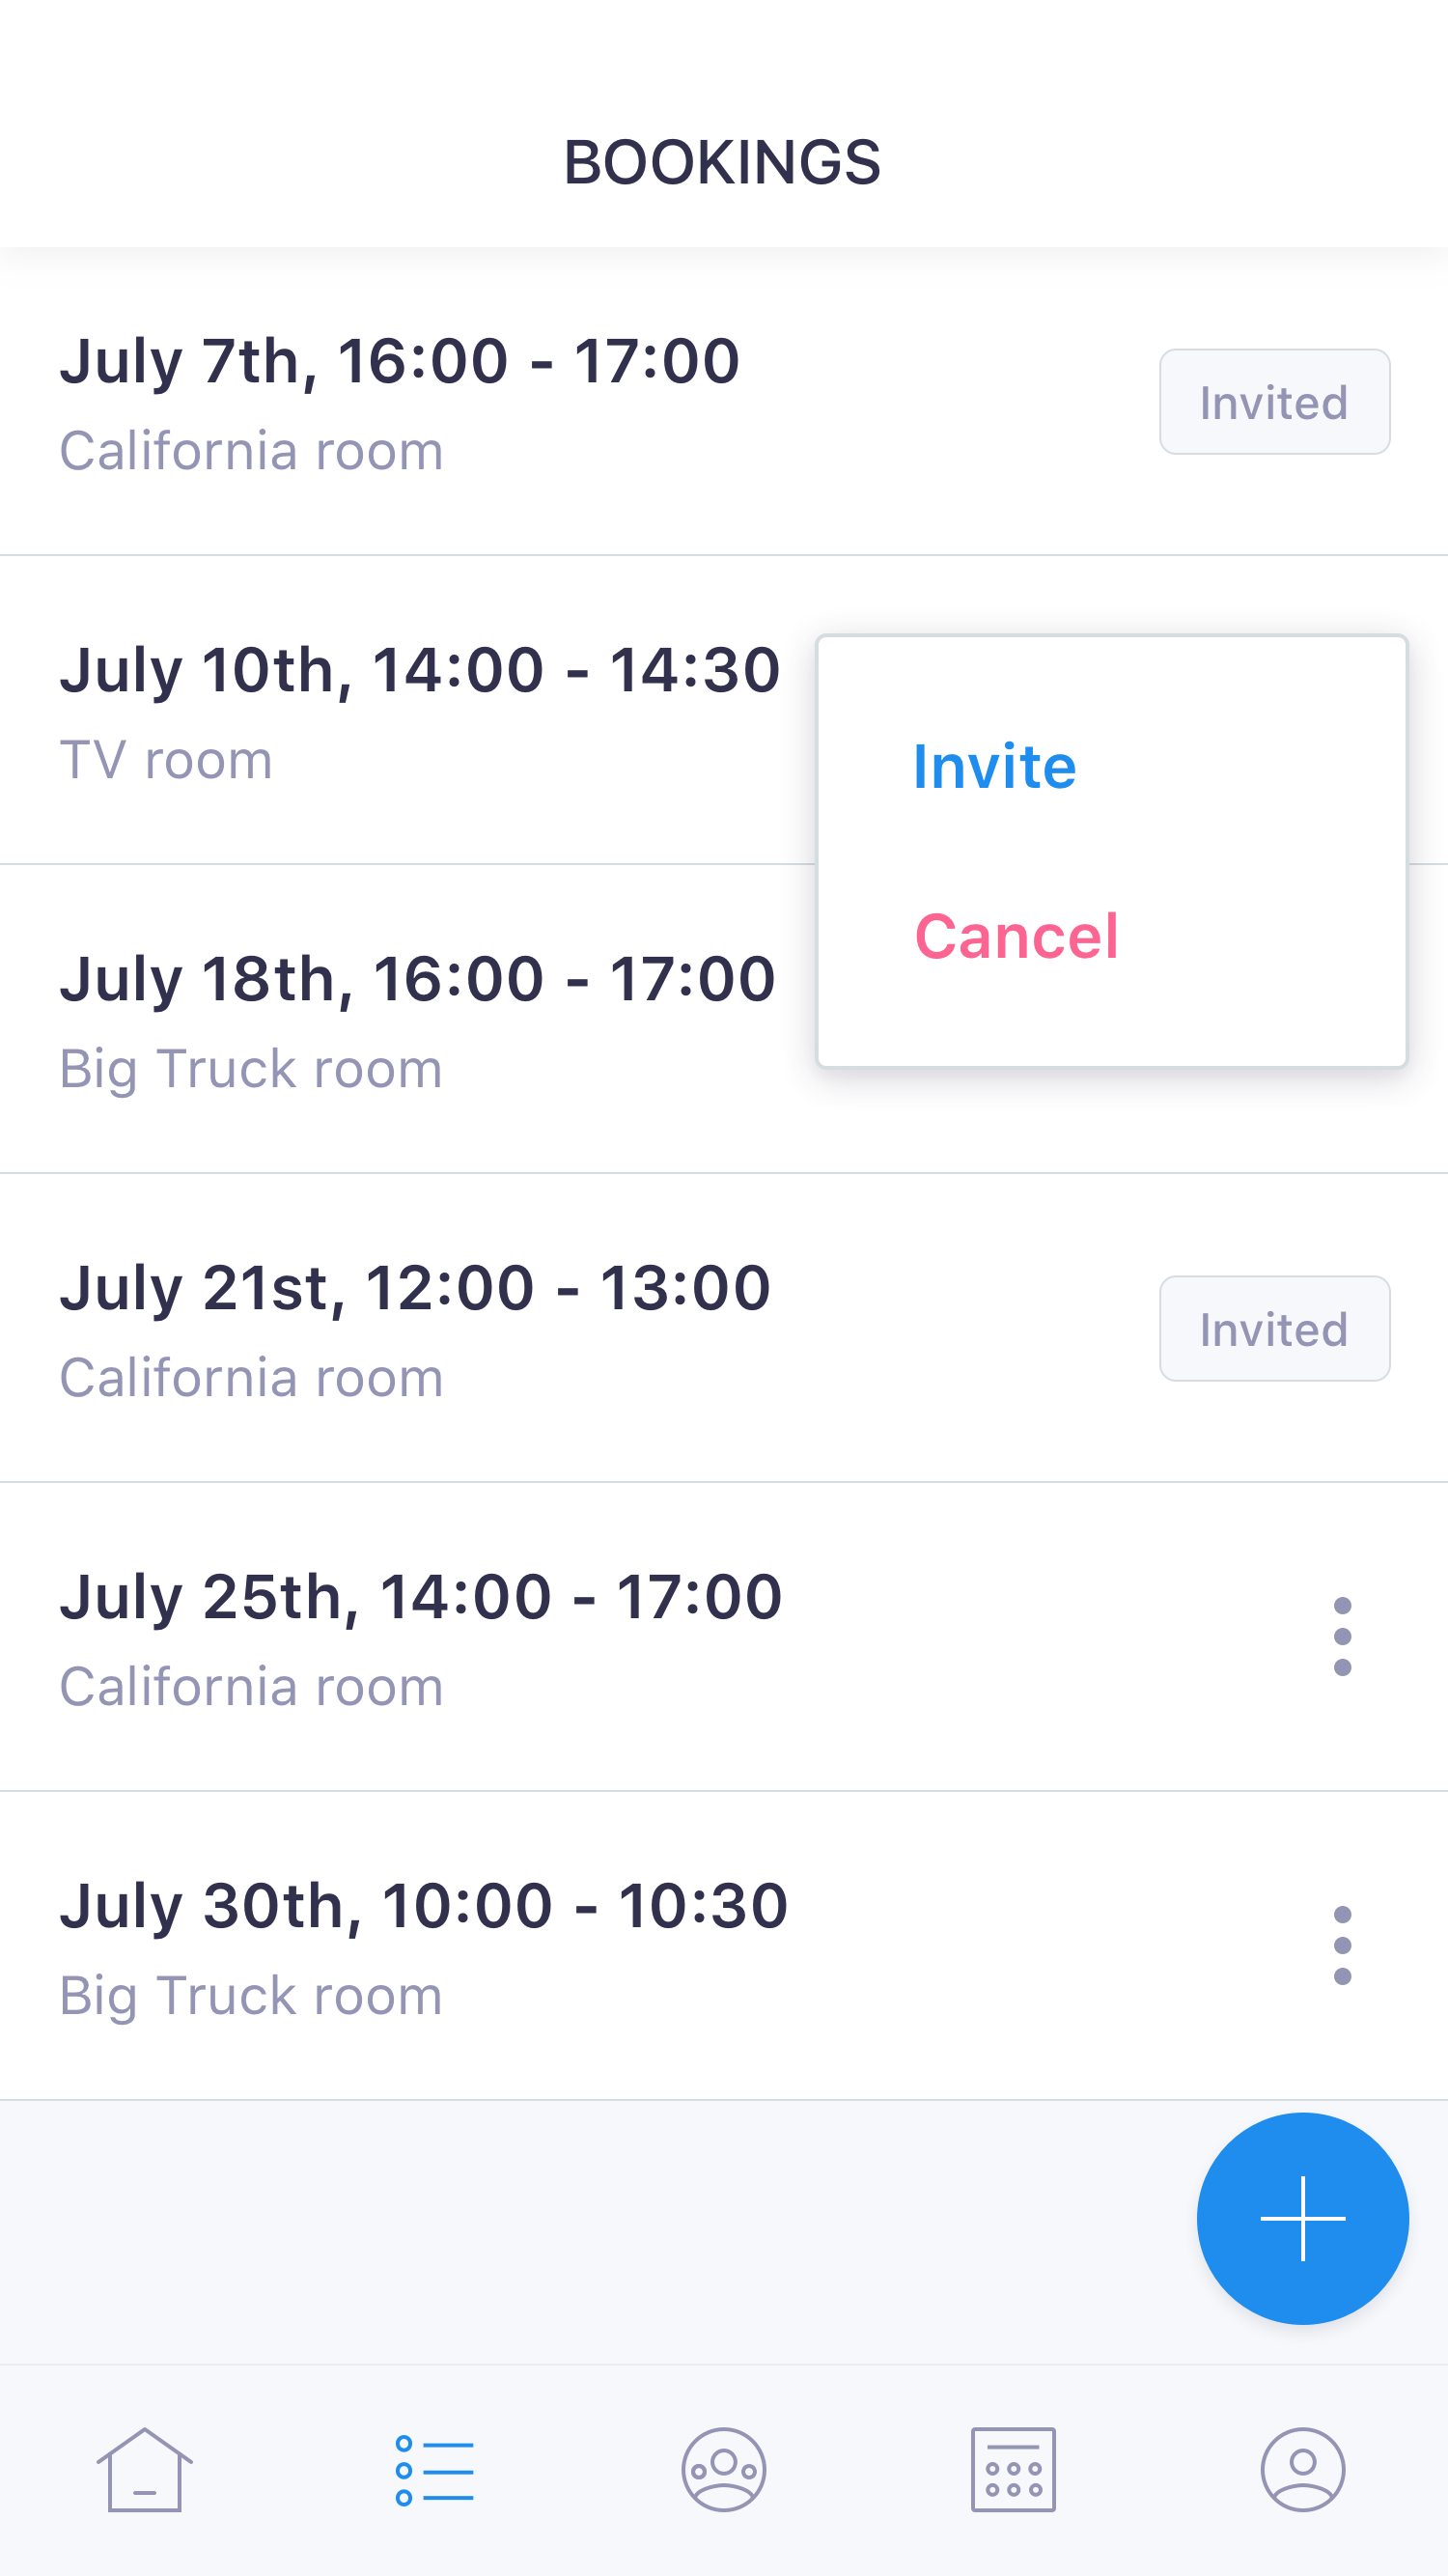 BOOKINGS
July 7th, 16:00 - 17:00
California room
Invited
July 10th, 14:00 - 14:30
TV room
Invite
Cancel
July 18th, 16:00 - 17:00
Big Truck room
July 21st, 12:00 - 13:00
California room
Invited
July 25th, 14:00 - 17:00
California room
July 30th, 10:00 - 10:30
Big Truck room